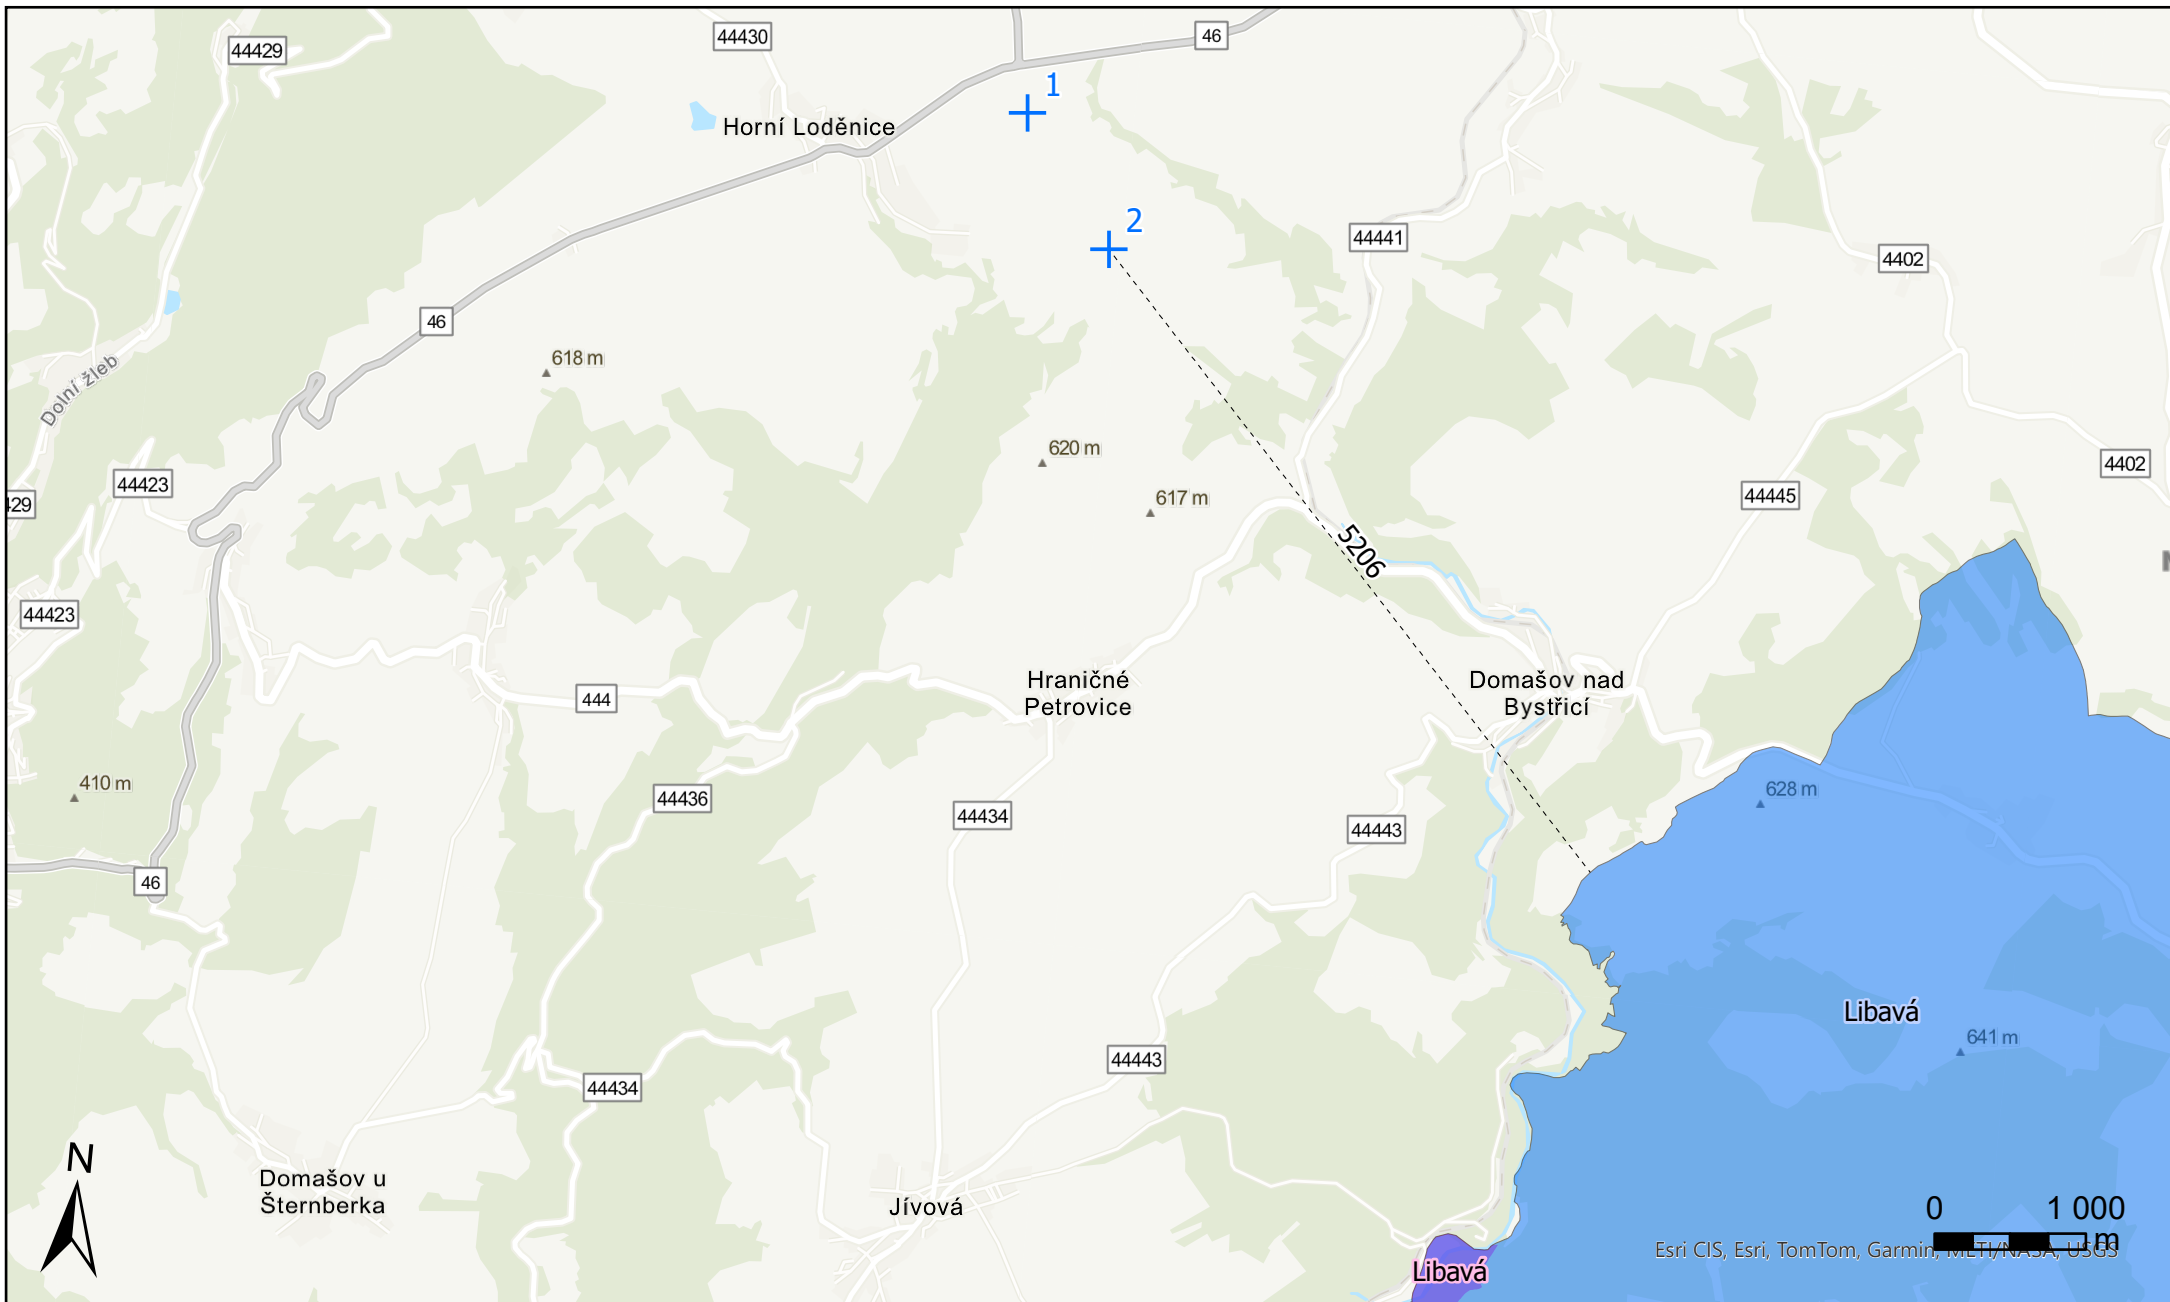 44429
44430
46
1
Horní Loděnice
2
44441
4402
46
618 m
Dolní žleb
620 m
4402
44423
44445
617 m
5206
44423
Hraničné
Petrovice
Domašov nad
Bystřicí
444
410 m
44436
628 m
44434
44443
46
Libavá
641 m
44443
44434
N
Domašov u
Šternberka
Jívová
0 1 000
m
Esri CIS, Esri, TomTom, Garmin, METI/NASA, USGS
Libavá